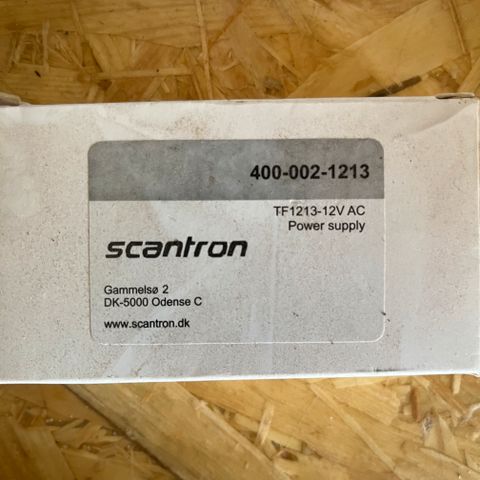 400-002-1213
TF1213-12V AC
Power supply
scantron
Gammelsø 2
DK-5000 Odense C
www.scantron.dk